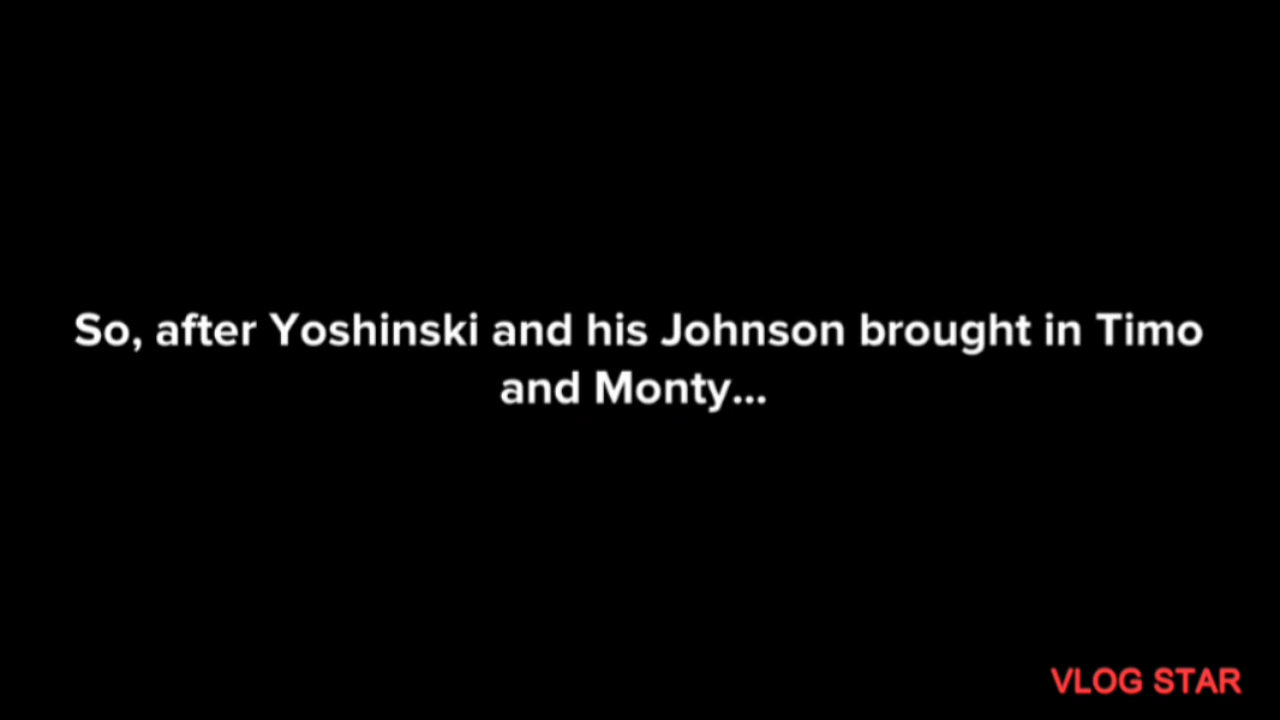 So, after Yoshinski and his Johnson brought in Timo
and Monty...
VLOG STAR